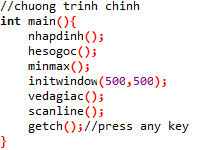 //chuong trinh chinh
int main(){
nhapdinh();
hesogoc();
minmax();
initwindow(500,500);
vedagiac();
scanline();
getch();//press any key
}